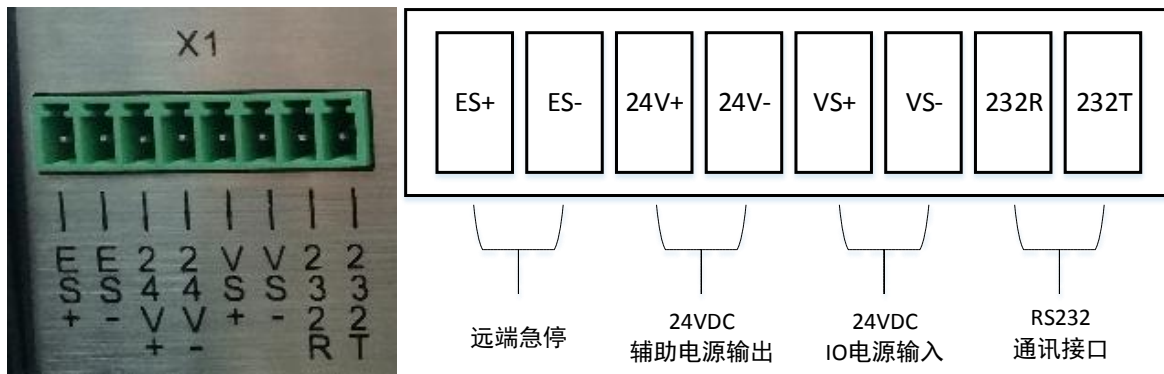 X1
ES+
ES-
24V+
24V-
VS+
VS-
232R
232T
ES+ ES- 24V+ 24V- VS+ VS- 232R 232T
远端急停
24VDC
辅助电源输出
24VDC
IO电源输入
RS232
通讯接口